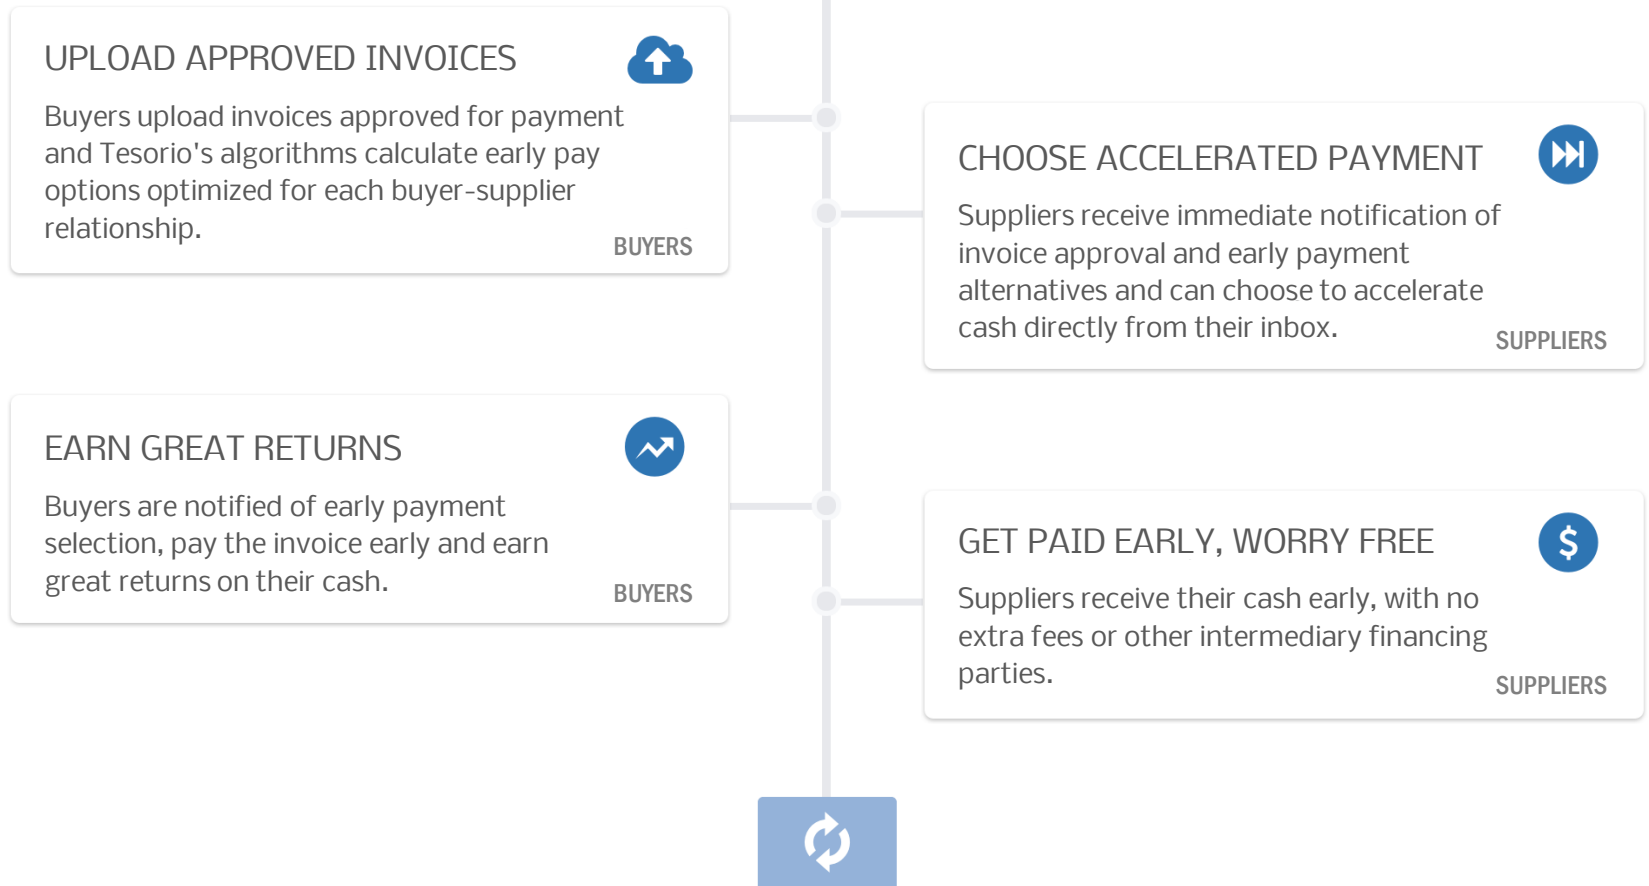 UPLOAD APPROVED INVOICES
Buyers upload invoices approved for payment
and Tesorio's algorithms calculate early pay
options optimized for each buyer-supplier
relationship.
BUYERS
CHOOSE ACCELERATED PAYMENT
Suppliers receive immediate notification of
invoice approval and early payment
alternatives and can choose to accelerate
cash directly from their inbox.
SUPPLIERS
EARN GREAT RETURNS
Buyers are notified of early payment
selection, pay the invoice early and earn
great returns on their cash.
BUYERS
GET PAID EARLY, WORRY FREE
$
Suppliers receive their cash early, with no
extra fees or other intermediary financing
parties.
SUPPLIERS